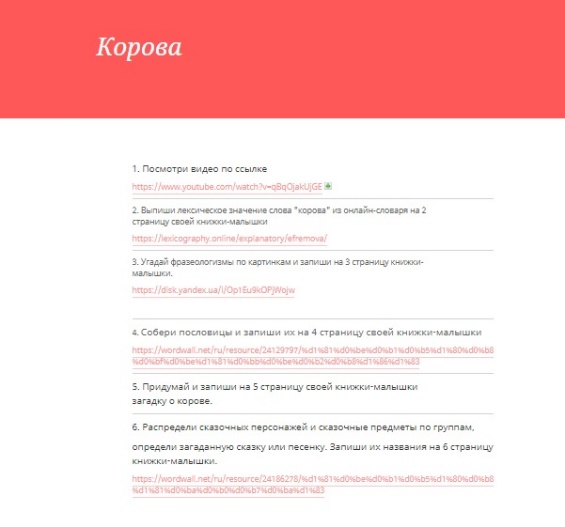 Корова
1. Посмотри видео по ссылке
https://www.youtube.com/watch?v=qBqOjakUjGE
2. Выпиши лексическое значение слова "корова" из онлайн-словаря на 2
страницу своей книжки-малышки
https://lexicography.online/explanatory/efremova/
3. Угадай фразеологизмы по картинкам и запиши на 3 страницу книжки-
малышки.
https://disk.yandex.ua/i/Op1Eu9kOPJWojw
4. Собери пословицы и запиши их на 4 страницу своей книжки-малышки
https://wordwall.net/ru/resource/24129797/%d1%81%d0%be%d0%b1%d0%b5%d1%80%d0%b8
%d0%bf%d0%be%d1%81%d0%bb%d0%be%d0%b2%d0%b8%d1%86%d1%83
5. Придумай и запиши на 5 страницу своей книжки-малышки
загадку о корове.
6. Распредели сказочных персонажей и сказочные предметы по группам,
определи загаданную сказку или песенку. Запиши их названия на 6 страницу
книжки-малышки.
https://wordwall.net/ru/resource/24186278/%d1%81%d0%be%d0%b1%d0%b5%d1%80%d0%b8
%d1%81%d0%ba%d0%b0%d0%b7%d0%ba%d1%83